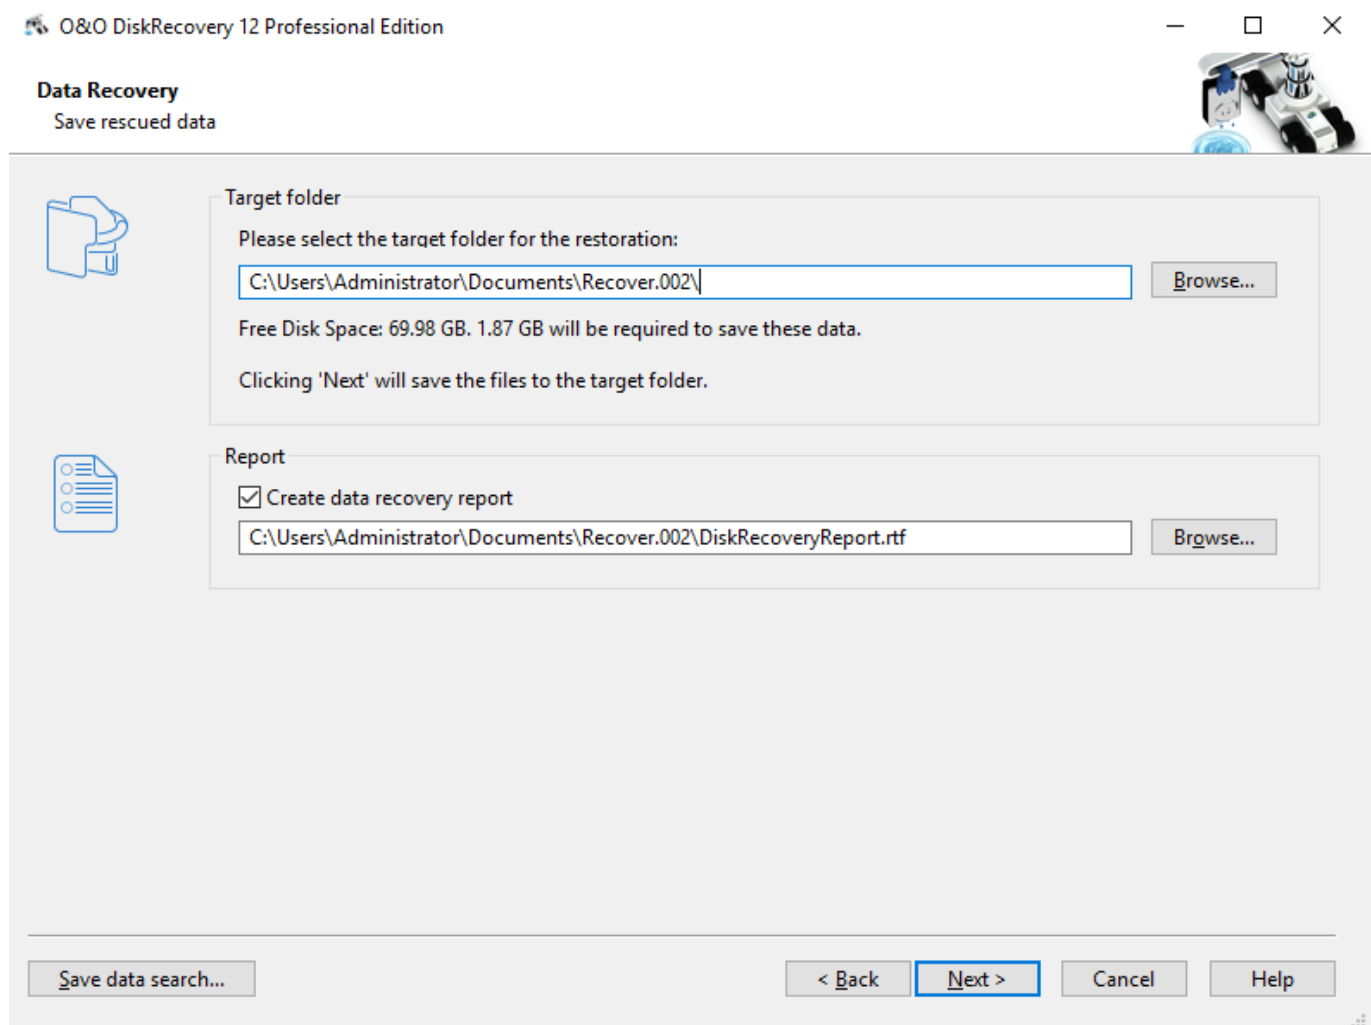 O&O DiskRecovery 12 Professional Edition
Data Recovery
Save rescued data
Target folder
Please select the target folder for the restoration:
C:\Users\Administrator\Documents\Recover.002\
Browse...
Free Disk Space: 69.98 GB. 1.87 GB will be required to save these data.
Clicking 'Next' will save the files to the target folder.
Report
Create data recovery report
C:\Users\Administrator\Documents\Recover.002\DiskRecoveryReport.rtf
Browse...
Save data search...
< Back
Next >
Cancel
Help